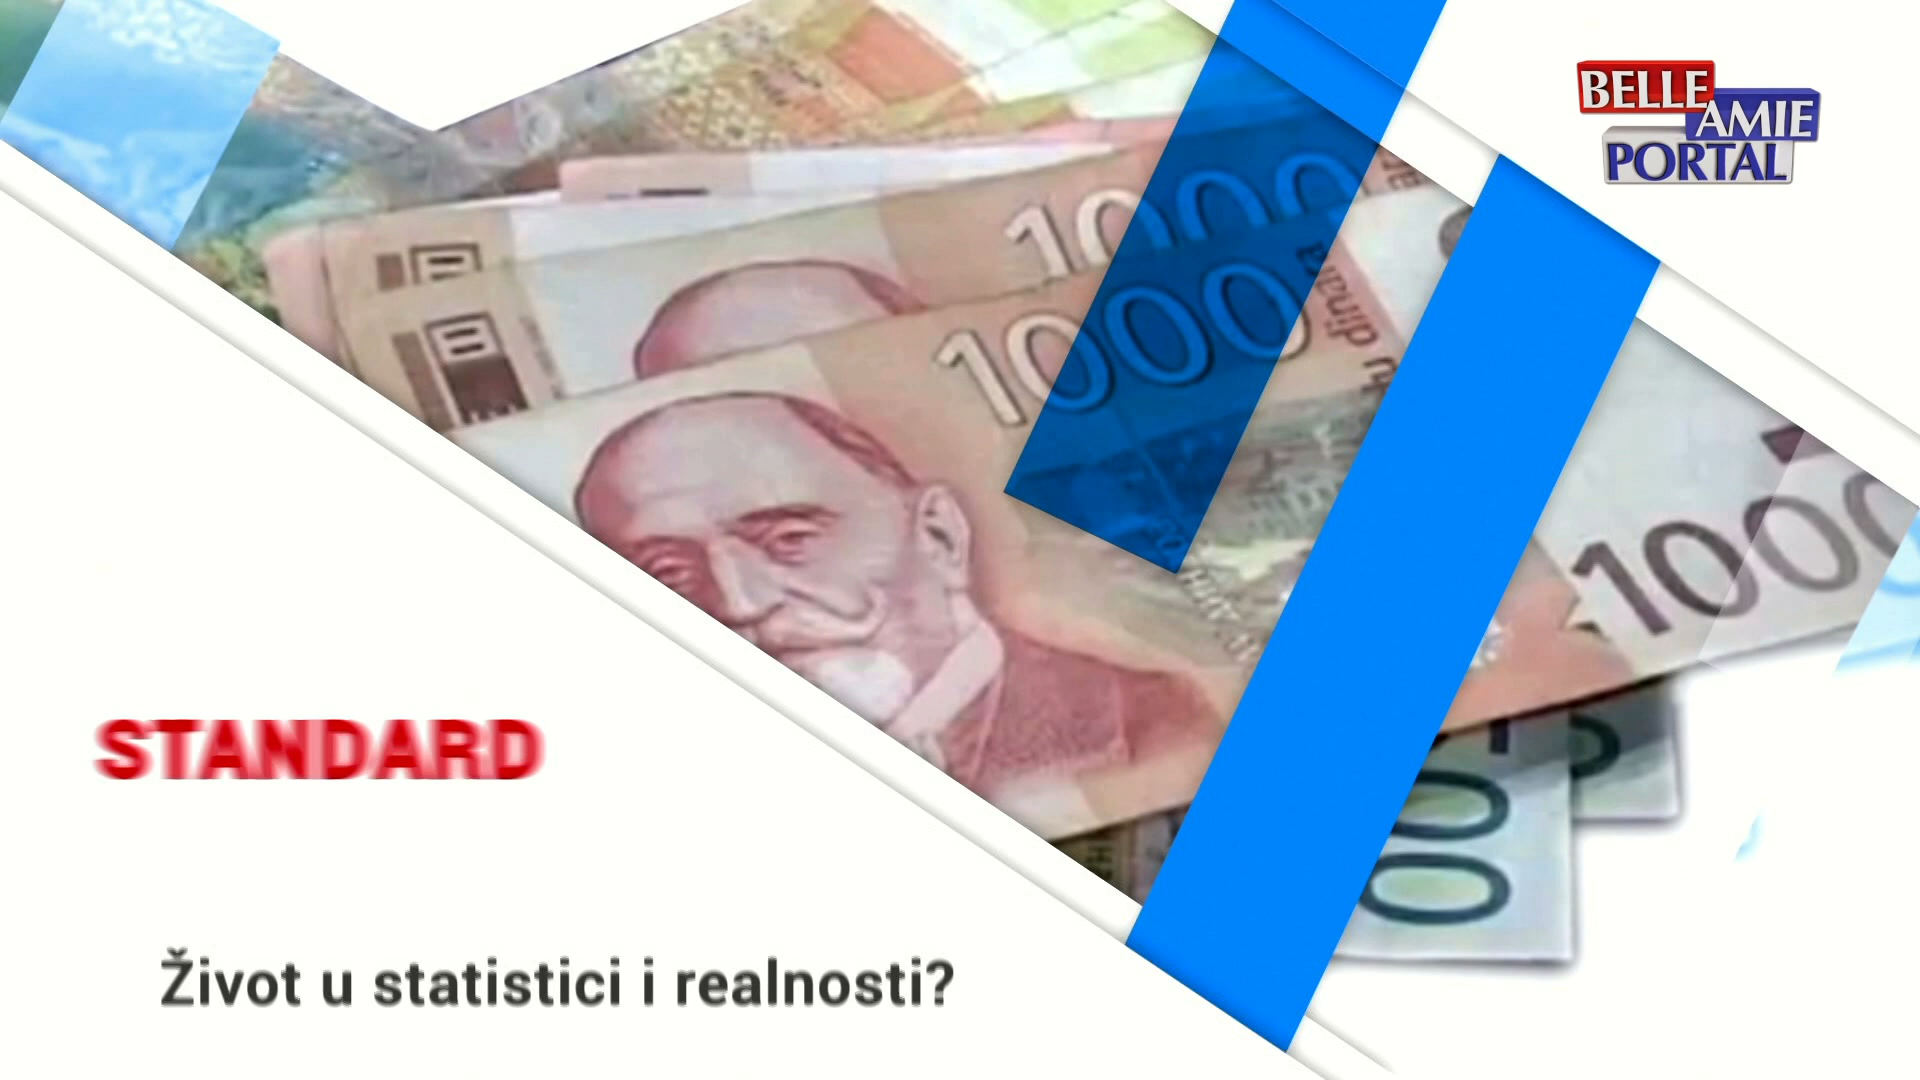 BELLE
AMIE
PORTAL
1000
1000
dinara
1000
STANDARD
Život u statistici i realnosti?